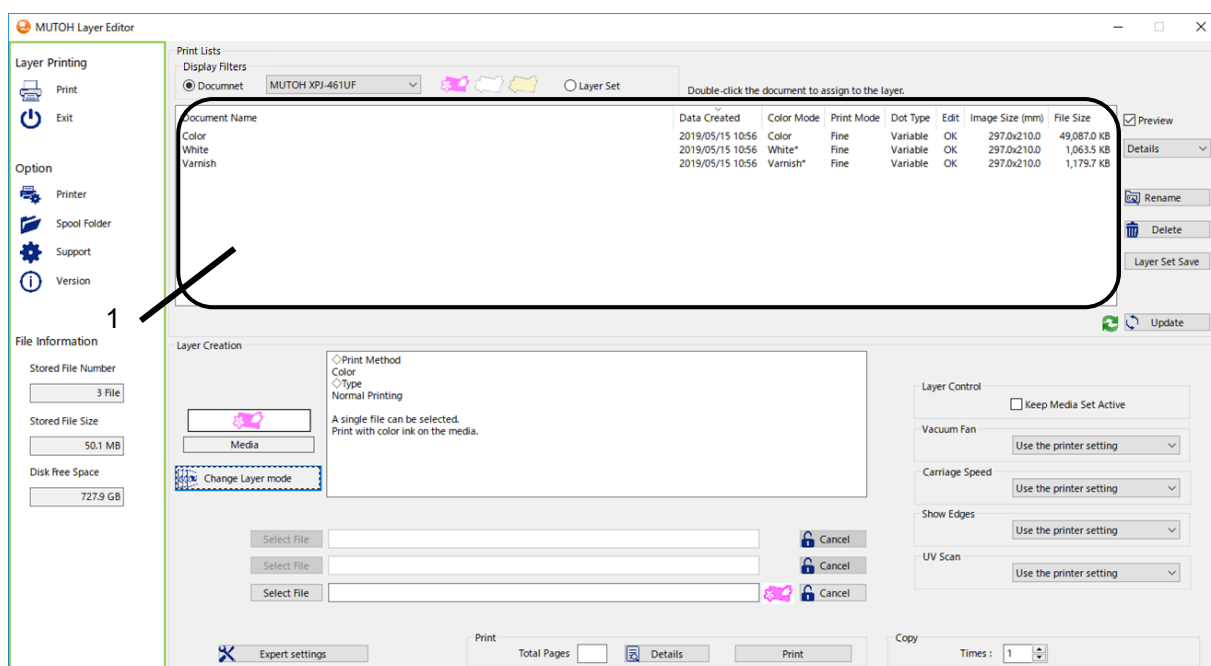 MUTOH Layer Editor
Layer Printing
Print
Exit
Option
Printer
Spool Folder
Support
Version
1
File Information
Stored File Number
3 File
Stored File Size
50.1 MB
Disk Free Space
727.9 GB
Print Lists
Display Filters
Documnet MUTOH XPJ-461UF Layer Set
Double-click the document to assign to the layer.
Document Name Data Created Color Mode Print Mode Dot Type Edit Image Size (mm) File Size
Color 2019/05/15 10:56 Color Fine Variable OK 297.0x210.0 49,087.0 KB
White 2019/05/15 10:56 White* Fine Variable OK 297.0x210.0 1,063.5 KB
Varnish 2019/05/15 10:56 Varnish* Fine Variable OK 297.0x210.0 1,179.7 KB
Preview
Details
Rename
Delete
Layer Set Save
Update
Layer Creation
Media
Change Layer mode
◇Print Method
Color
◇Type
Normal Printing
A single file can be selected.
Print with color ink on the media.
Select File Cancel
Select File Cancel
Select File Cancel
Layer Control
Keep Media Set Active
Vacuum Fan
Use the printer setting
Carriage Speed
Use the printer setting
Show Edges
Use the printer setting
UV Scan
Use the printer setting
Expert settings
Print
Total Pages Details Print
Copy
Times : 1